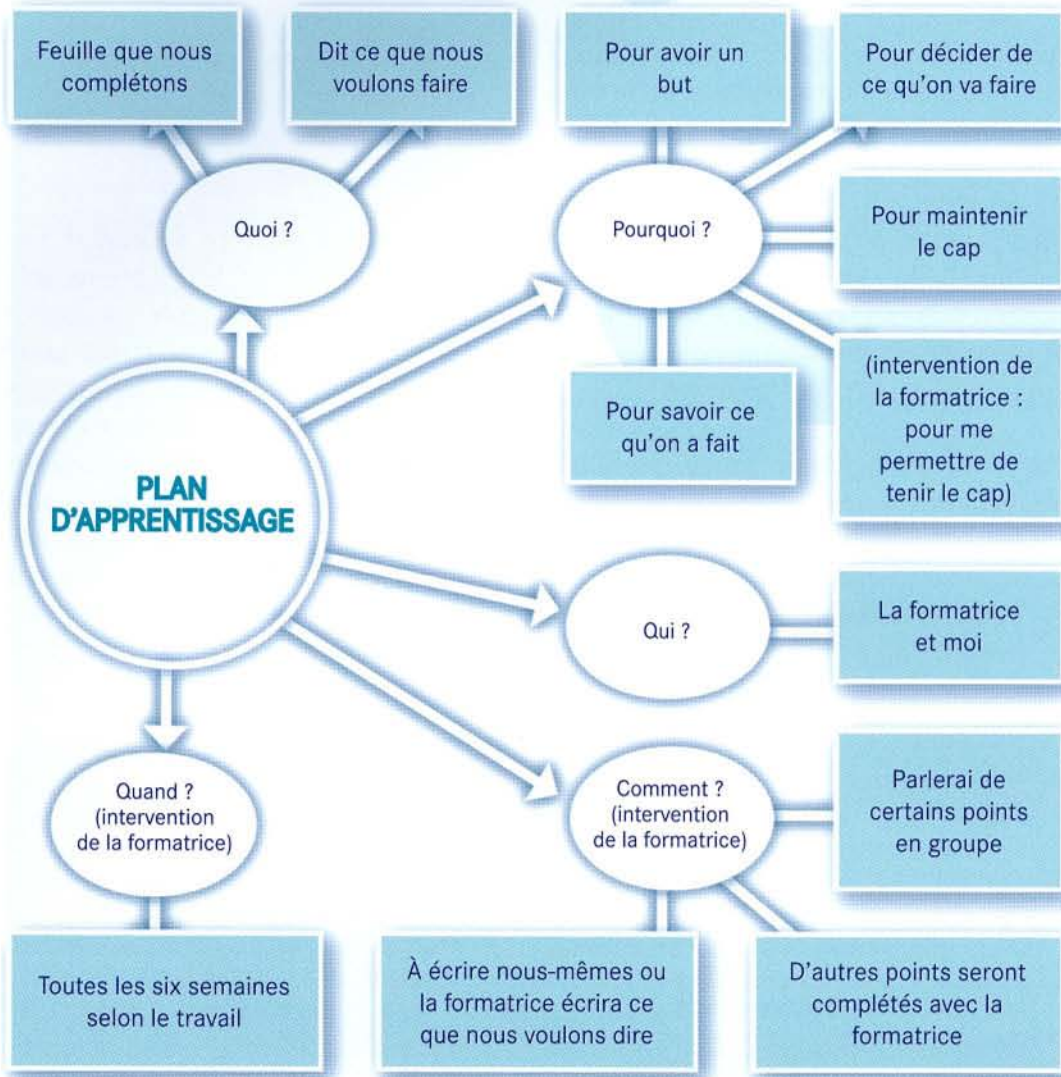 Feuille que nous
complétons
Dit ce que nous
voulons faire
Pour avoir un
but
Pour décider de
ce qu'on va faire
Quoi ?
Pourquoi ?
Pour maintenir
le cap
(intervention de
la formatrice :
pour me
permettre de
tenir le cap)
Pour savoir ce
qu'on a fait
PLAN
D'APPRENTISSAGE
Qui ?
La formatrice
et moi
Quand ?
(intervention
de la formatrice)
Comment ?
(intervention
de la formatrice)
Parlerai de
certains points
en groupe
Toutes les six semaines
selon le travail
À écrire nous-mêmes ou
la formatrice écrira ce
que nous voulons dire
D'autres points seront
complétés avec la
formatrice